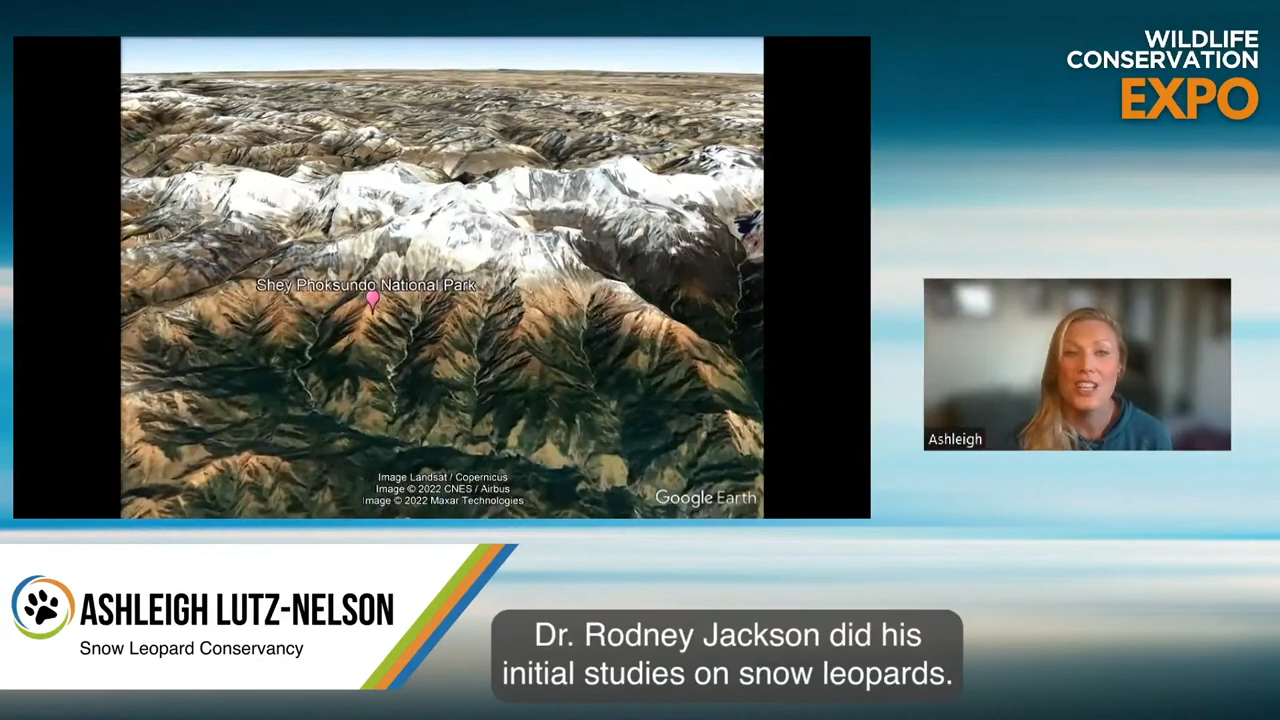 WILDLIFE
CONSERVATION
EXPO
Shey Phoksundo National Park
Image Landsat / Copernicus
Image © 2022 CNES / Airbus
Image © 2022 Maxar Technologies
Google Earth
Ashleigh
ASHLEIGH LUTZ-NELSON
Snow Leopard Conservancy
Dr. Rodney Jackson did his
initial studies on snow leopards.